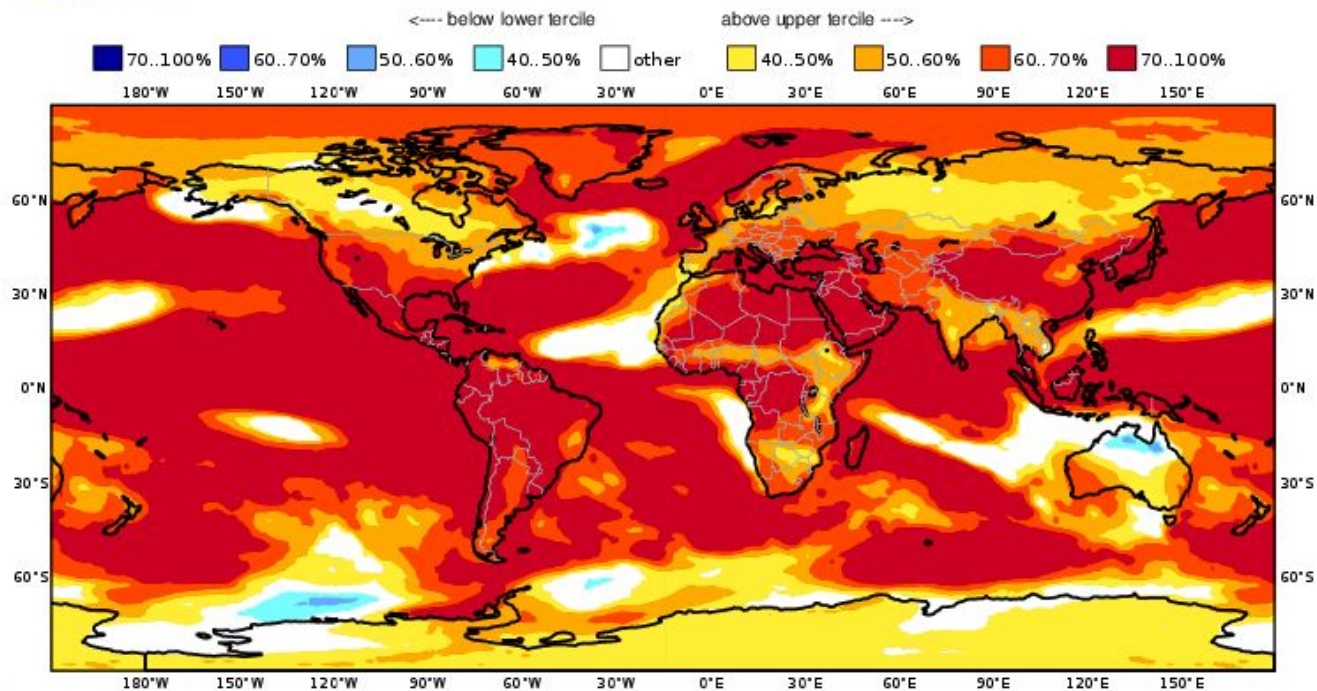 <---- below lower tercile above upper tercile ---->
70..100% 60..70% 50..60% 40..50% other 40..50% 50..60% 60..70% 70..100%
180°W 150°W 120°W 90°W 60°W 30°W 0°E 30°E 60°E 90°E 120°E 150°E
60°N 60°N
30°N 30°N
0°N 0°N
30°S 30°S
60°S 60°S
180°W 150°W 120°W 90°W 60°W 30°W 0°E 30°E 60°E 90°E 120°E 150°E